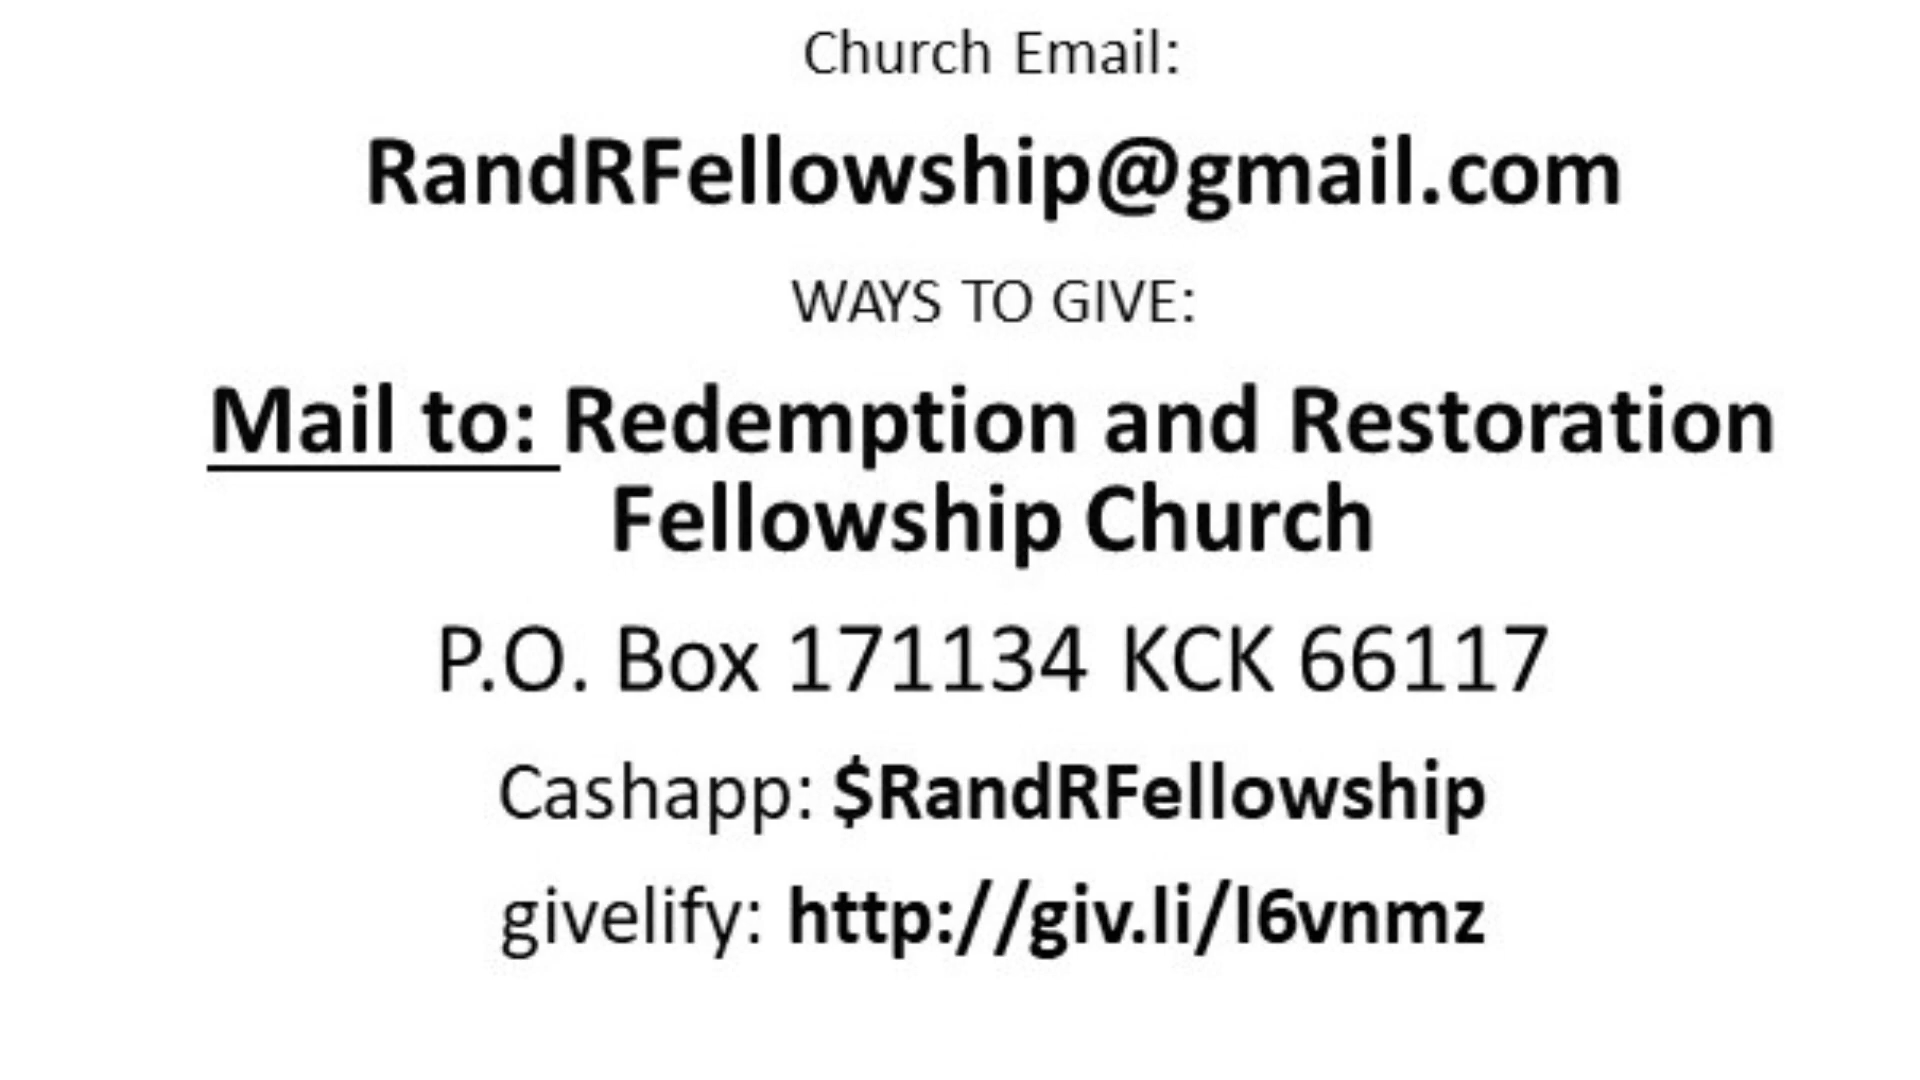 Church Email:
RandRFellowship@gmail.com
WAYS TO GIVE:
Mail to: Redemption and Restoration
Fellowship Church
P.O. Box 171134 KCK 66117
Cashapp: $RandRFellowship
givelify: http://giv.li/l6vnmz